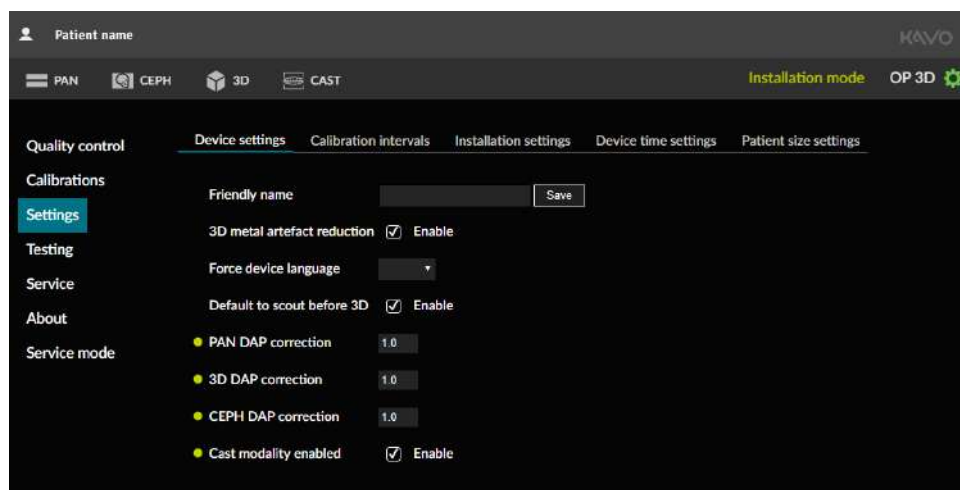 Patient name
KAVO
PAN CEPH 3D CAST Installation mode OP 3D
Quality control
Calibrations
Settings
Testing
Service
About
Service mode
Device settings Calibration intervals Installation settings Device time settings Patient size settings
Friendly name Save
3D metal artefact reduction Enable
Force device language
Default to scout before 3D Enable
PAN DAP correction 1.0
3D DAP correction 1.0
CEPH DAP correction 1.0
Cast modality enabled Enable